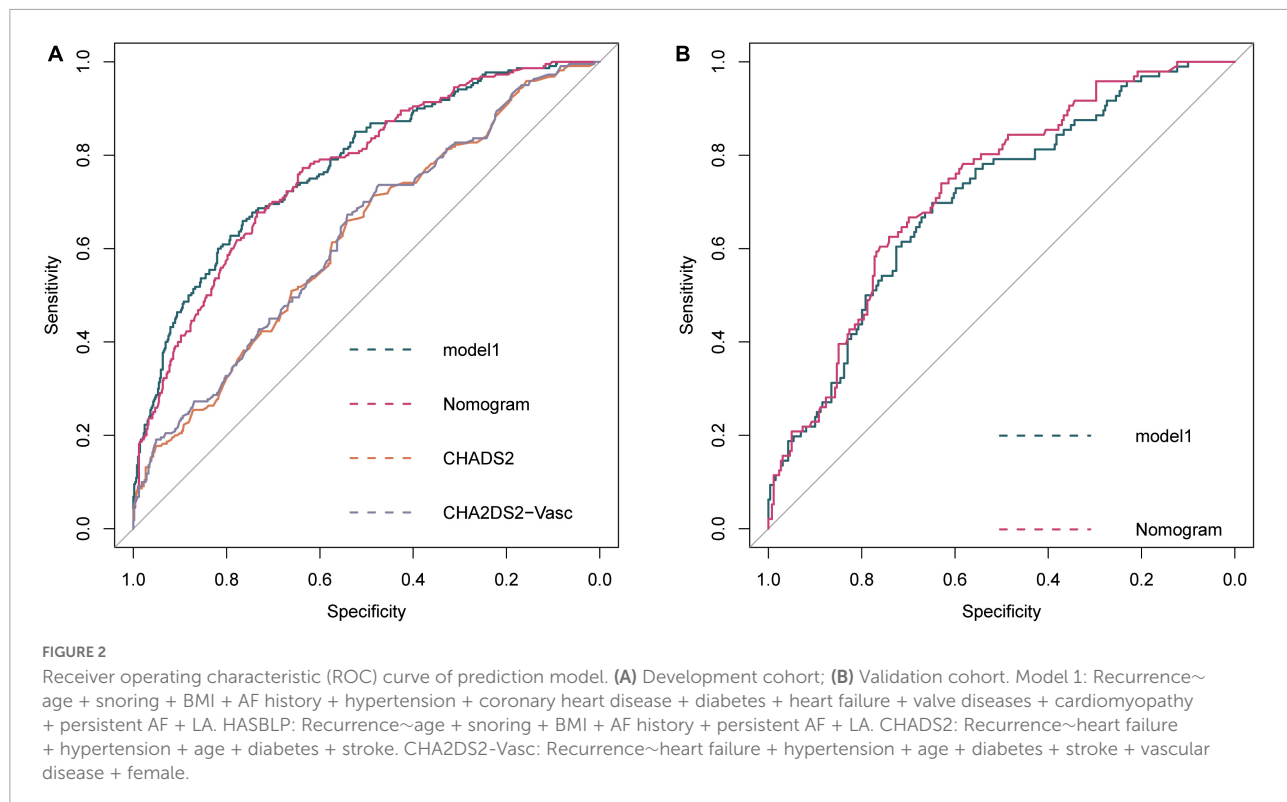 A
Sensitivity
0.0 0.2 0.4 0.6 0.8 1.0
model1
Nomogram
CHADS2
CHA2DS2−Vasc
1.0 0.8 0.6 0.4 0.2 0.0
Specificity
B
Sensitivity
0.0 0.2 0.4 0.6 0.8 1.0
model1
Nomogram
1.0 0.8 0.6 0.4 0.2 0.0
Specificity
FIGURE 2
Receiver operating characteristic (ROC) curve of prediction model. (A) Development cohort; (B) Validation cohort. Model 1: Recurrence~
age + snoring + BMI + AF history + hypertension + coronary heart disease + diabetes + heart failure + valve diseases + cardiomyopathy
+ persistent AF + LA. HASBLP: Recurrence~age + snoring + BMI + AF history + persistent AF + LA. CHADS2: Recurrence~heart failure
+ hypertension + age + diabetes + stroke. CHA2DS2-Vasc: Recurrence~heart failure + hypertension + age + diabetes + stroke + vascular
disease + female.